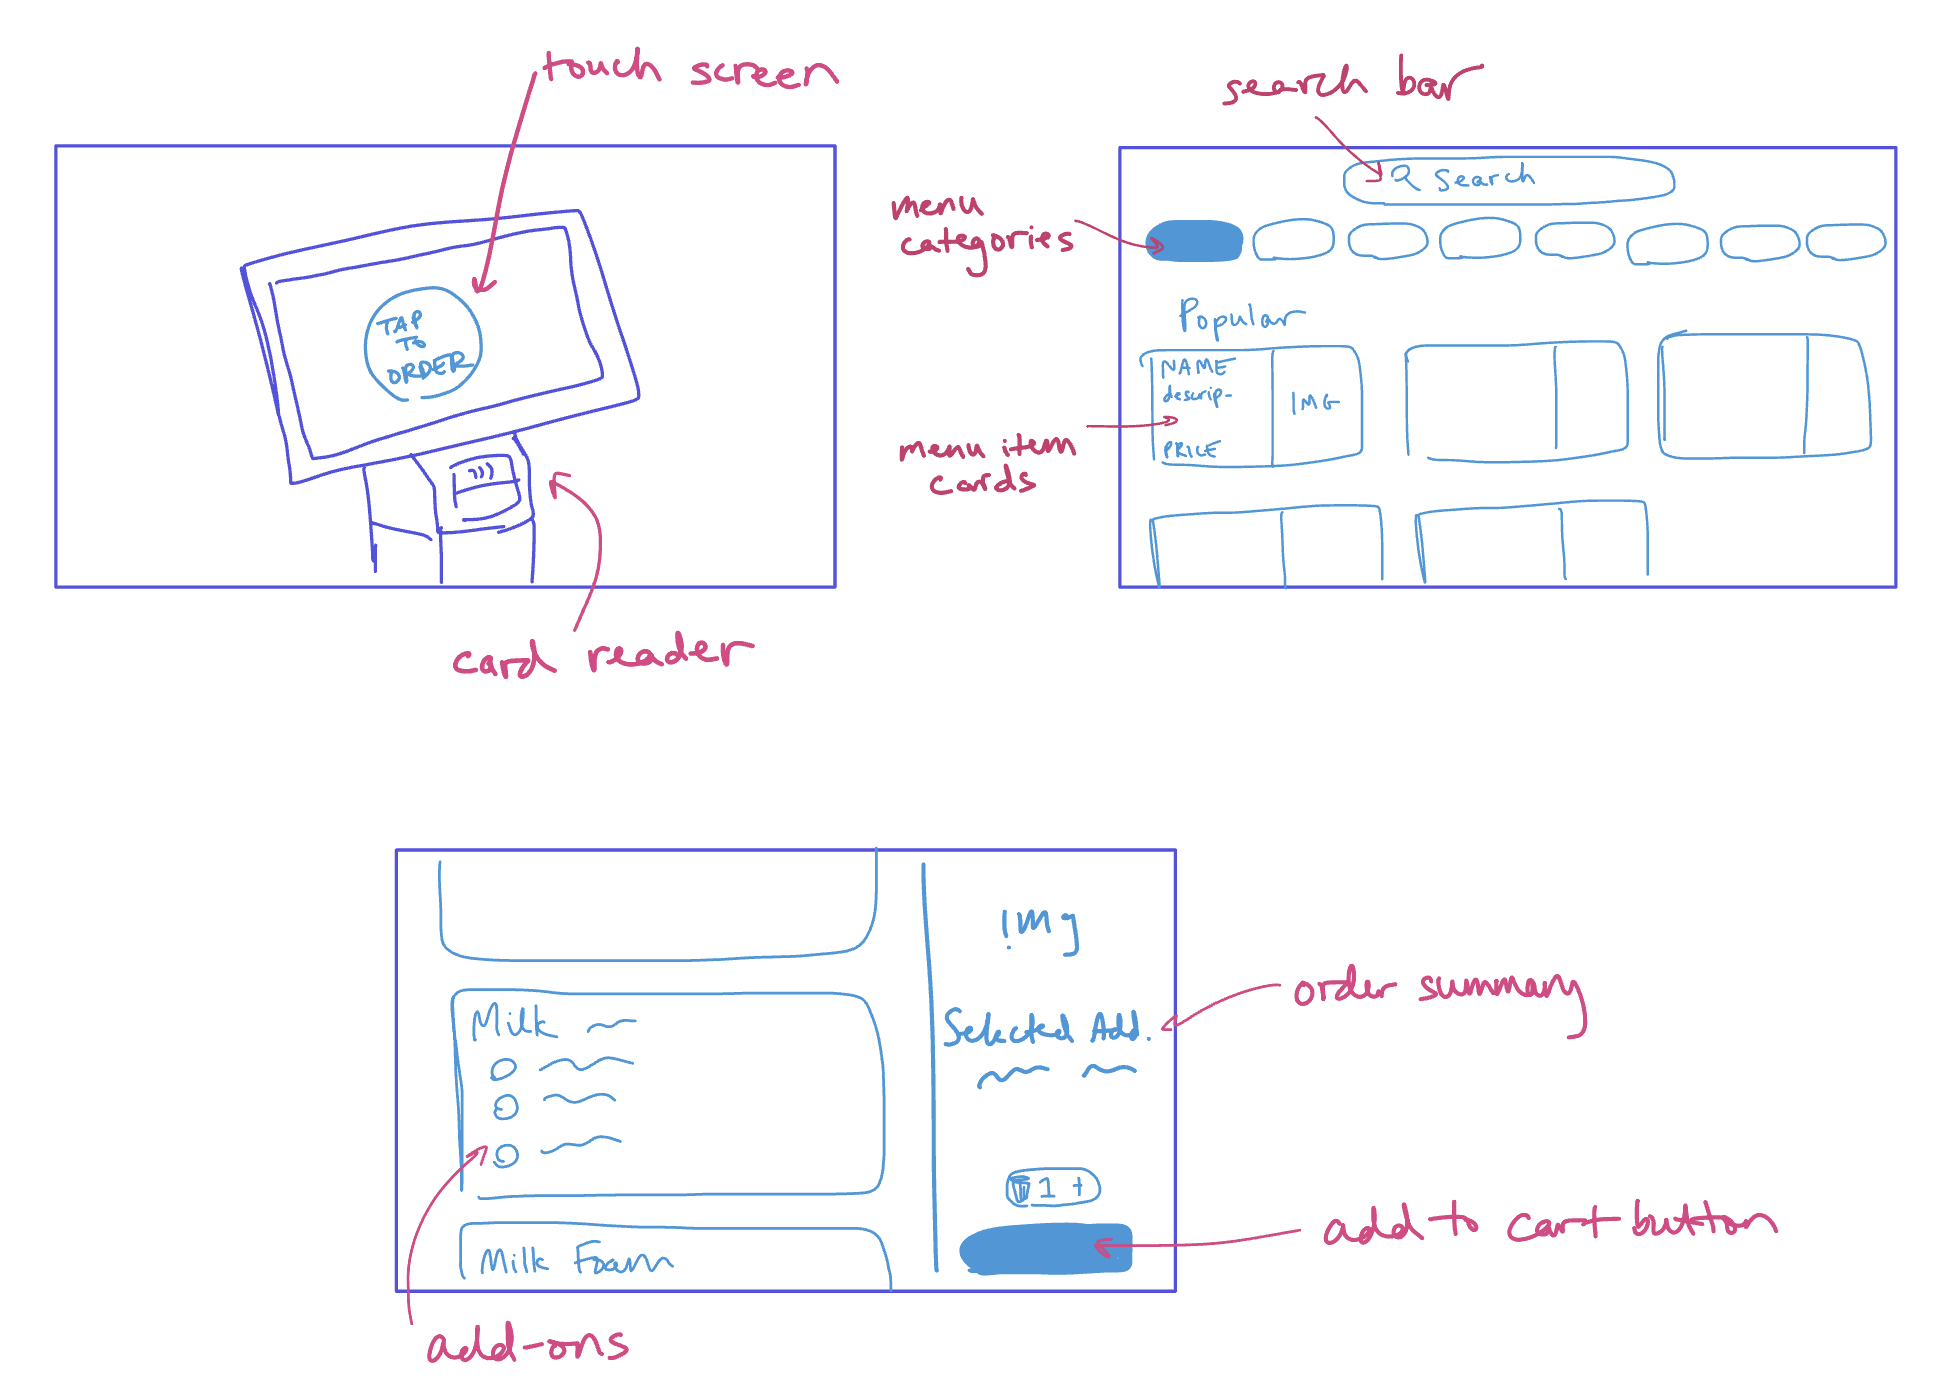 touch screen
TAP
TO
ORDER
card reader
search bar
Search
menu
categories
Popular
NAME
descrip-
PRICE
IMG
menu item
cards
img
Selected Add.
order summary
Milk
1 +
add to cart button
Milk Foam
add-ons